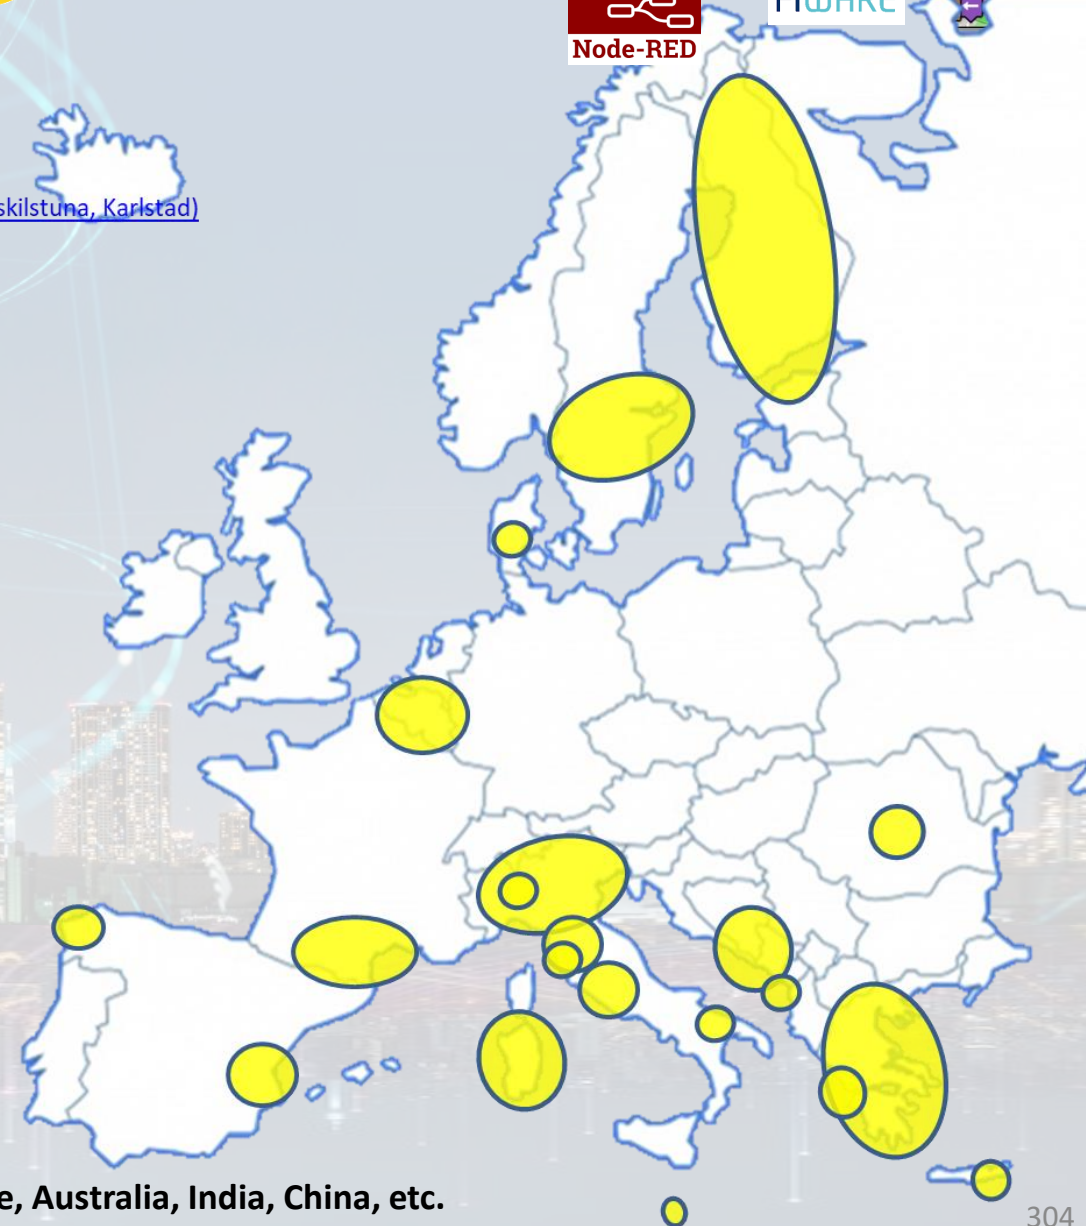 Node-RED
skilstuna, Karlstad)
e, Australia, India, China, etc.
304